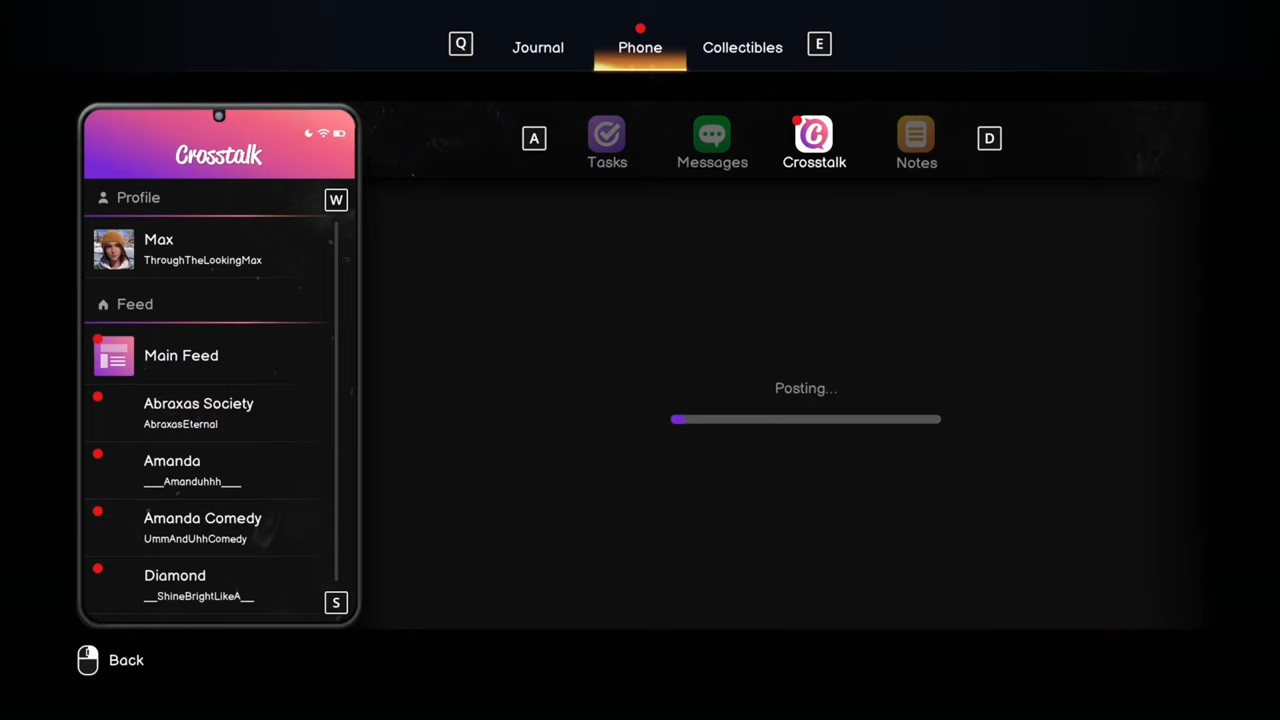 Q Journal Phone Collectibles E
Crosstalk
A Tasks Messages Crosstalk Notes D
Profile W
Max
ThroughTheLookingMax
Feed
Main Feed
Abraxas Society
AbraxasEternal
Amanda
___Amanduhhh___
Amanda Comedy
UmmAndUhhComedy
Diamond
__ShineBrightLikeA__
S
Posting...
Back